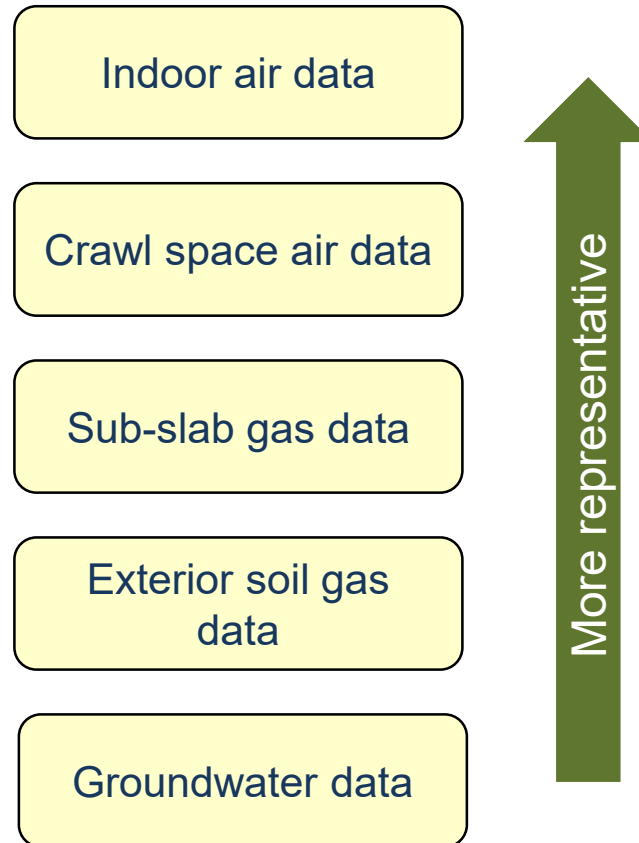 Indoor air data
Crawl space air data
Sub-slab gas data
Exterior soil gas
data
Groundwater data
More representative